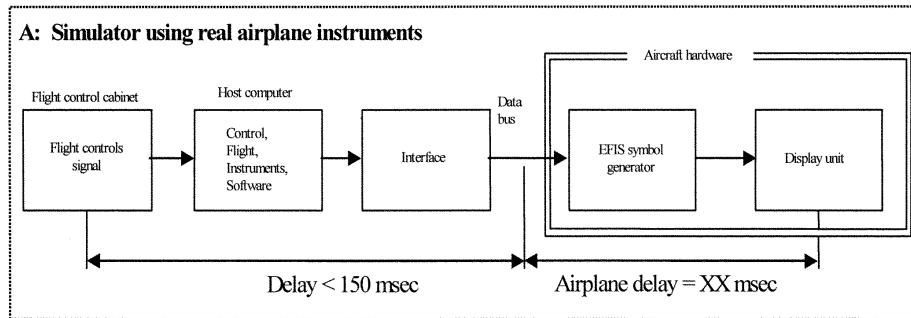 A: Simulator using real airplane instruments
Aircraft hardware
Flight control cabinet
Host computer
Data
bus
Flight controls
signal
Control,
Flight,
Instruments,
Software
Interface
EFIS symbol
generator
Display unit
Delay < 150 msec
Airplane delay = XX msec